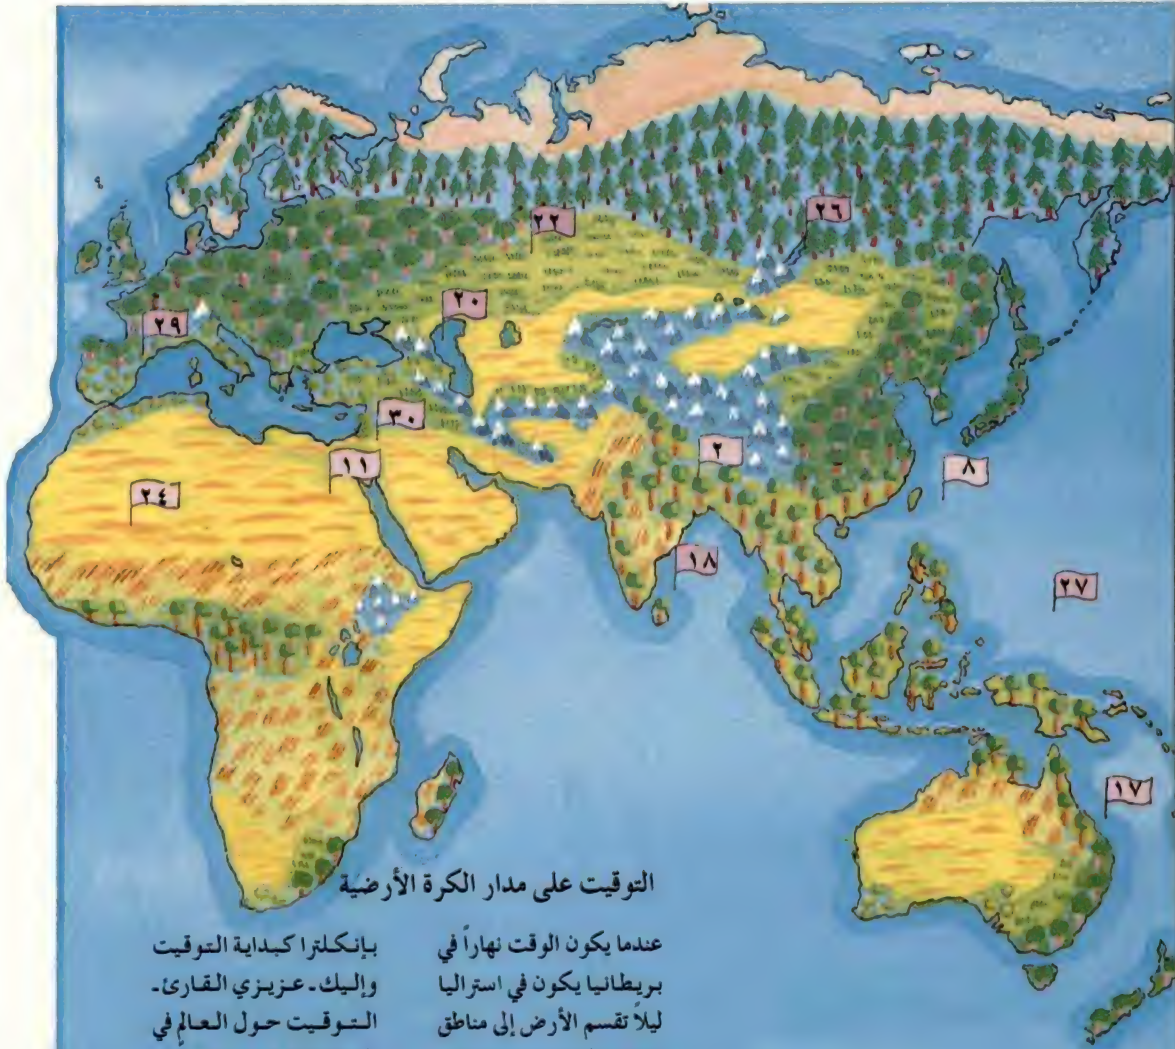 ٢٢
٢٦
٢٠
٢٩
٣٠
١١
٢
٨
٢٤
١٨
٢٧
١٧
التوقيت على مدار الكرة الأرضية
عندما يكون الوقت نهاراً في
بريطانيا يكون في استراليا
ليلاً تقسم الأرض إلى مناطق
بإنكلترا كبداية التوقيت
وإليك ـ عزيزي القارئ ـ
التوقيت حول العالم في